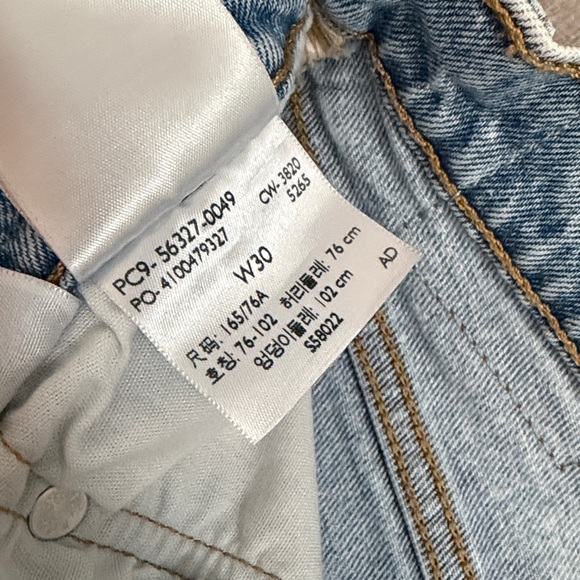 PC9- 56327-0049
PO-4100479327
CW-3820
5265
W30
尺码: 165/76A
호칭: 76-102 허리둘레: 76 cm
엉덩이둘레: 102 cm
S58022
AD